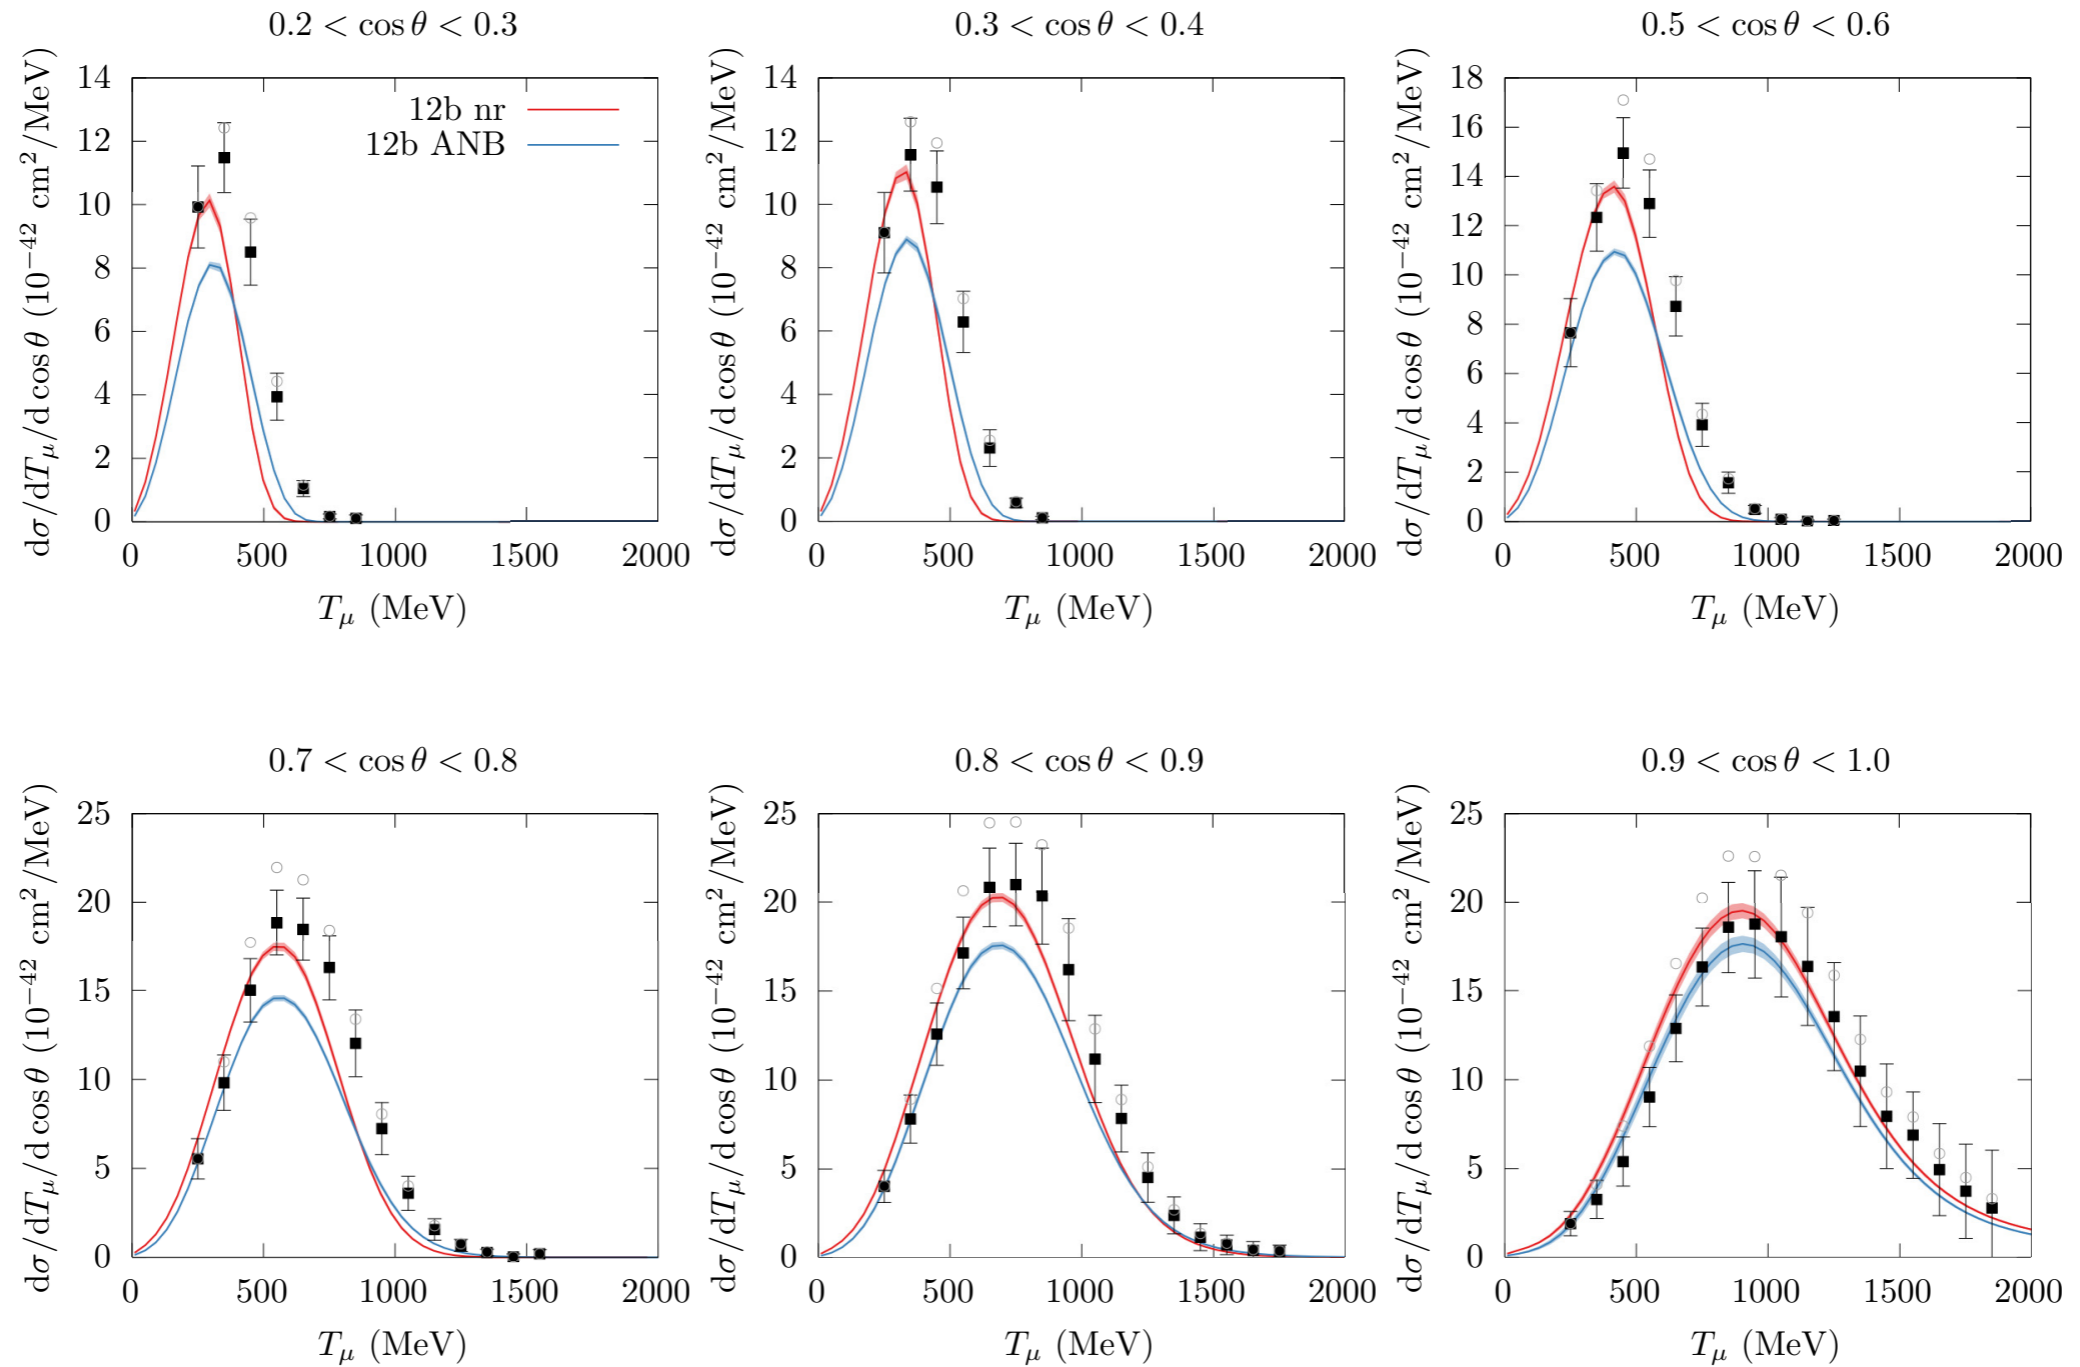 0.2 < cos θ < 0.3
dσ/dT_μ/d cos θ (10^{−42} cm^2/MeV)
14
12
10
8
6
4
2
0
12b nr
12b ANB
0 500 1000 1500 2000
T_μ (MeV)
0.3 < cos θ < 0.4
dσ/dT_μ/d cos θ (10^{−42} cm^2/MeV)
14
12
10
8
6
4
2
0
0 500 1000 1500 2000
T_μ (MeV)
0.5 < cos θ < 0.6
dσ/dT_μ/d cos θ (10^{−42} cm^2/MeV)
18
16
14
12
10
8
6
4
2
0
0 500 1000 1500 2000
T_μ (MeV)
0.7 < cos θ < 0.8
dσ/dT_μ/d cos θ (10^{−42} cm^2/MeV)
25
20
15
10
5
0
0 500 1000 1500 2000
T_μ (MeV)
0.8 < cos θ < 0.9
dσ/dT_μ/d cos θ (10^{−42} cm^2/MeV)
25
20
15
10
5
0
0 500 1000 1500 2000
T_μ (MeV)
0.9 < cos θ < 1.0
dσ/dT_μ/d cos θ (10^{−42} cm^2/MeV)
25
20
15
10
5
0
0 500 1000 1500 2000
T_μ (MeV)